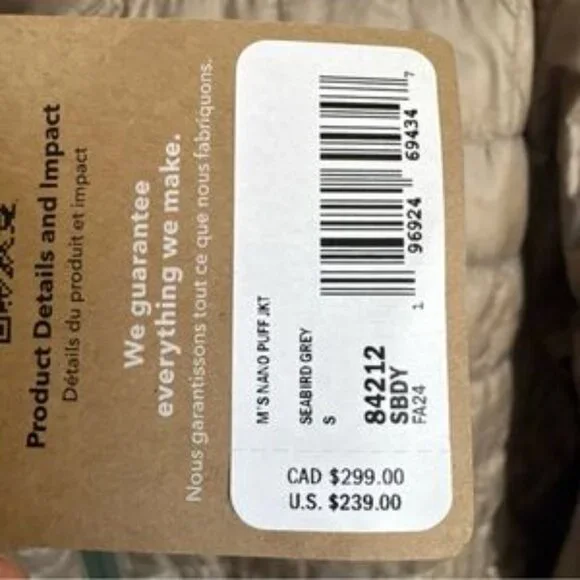 Product Details and Impact
Détails du produit et impact
We guarantee
everything we make.
Nous garantissons tout ce que nous fabriquons.
M'S NANO PUFF JKT
SEABIRD GREY
S
84212
SBDY
FA24
1 96924 69434 7
CAD $299.00
U.S. $239.00